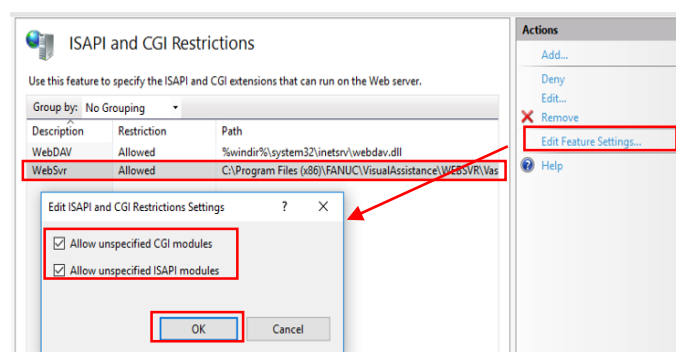 ISAPI and CGI Restrictions
Use this feature to specify the ISAPI and CGI extensions that can run on the Web server.
Group by: No Grouping
Description Restriction Path
WebDAV Allowed %windir%\system32\inetsrv\webdav.dll
WebSvr Allowed C:\Program Files (x86)\FANUC\VisualAssistance\WEBSVR\Vas
Edit ISAPI and CGI Restrictions Settings ? X
Allow unspecified CGI modules
Allow unspecified ISAPI modules
OK Cancel
Actions
Add...
Deny
Edit...
Remove
Edit Feature Settings...
Help